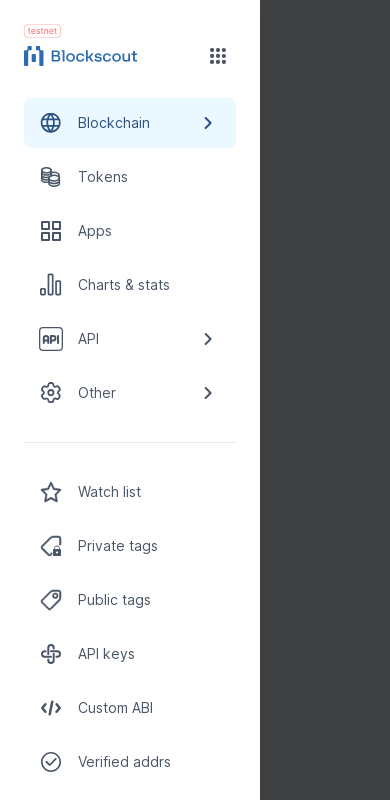 testnet
Blockscout
Blockchain
Tokens
Apps
Charts & stats
API
API
Other
Watch list
Private tags
Public tags
API keys
Custom ABI
Verified addrs